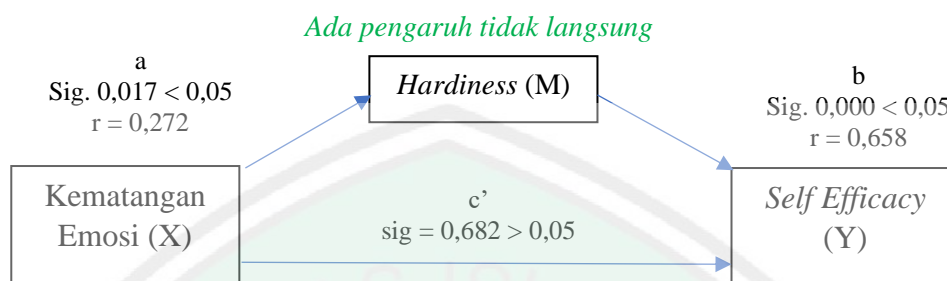 Ada pengaruh tidak langsung
a
Sig. 0,017 < 0,05
r = 0,272
Hardiness (M)
b
Sig. 0,000 < 0,05
r = 0,658
Kematangan
Emosi (X)
c’
sig = 0,682 > 0,05
Self Efficacy
(Y)